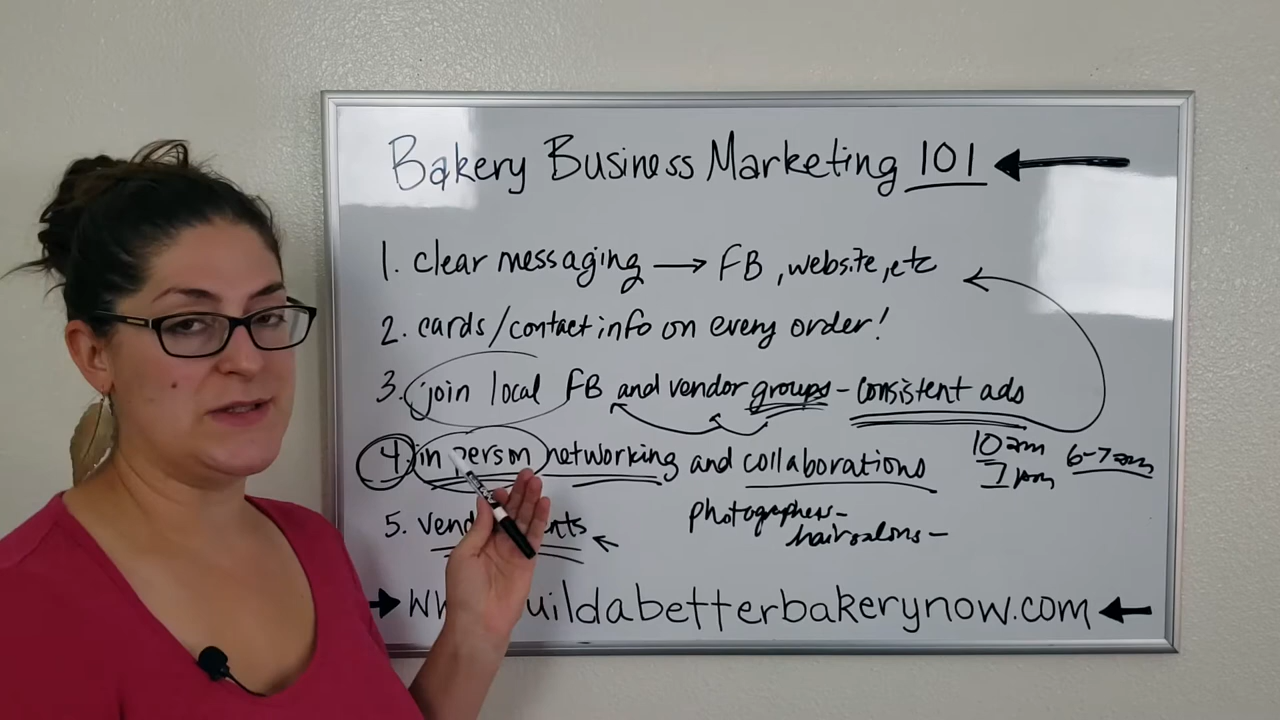 Bakery Business Marketing 101
1. clear messaging → FB, website, etc
2. cards/contact info on every order!
3. join local FB and vendor groups - consistent ads
4 in person networking and collaborations
10am
7pm
6-7am
photographers-
hair salons-
5.
uildabetterbakerynow.com